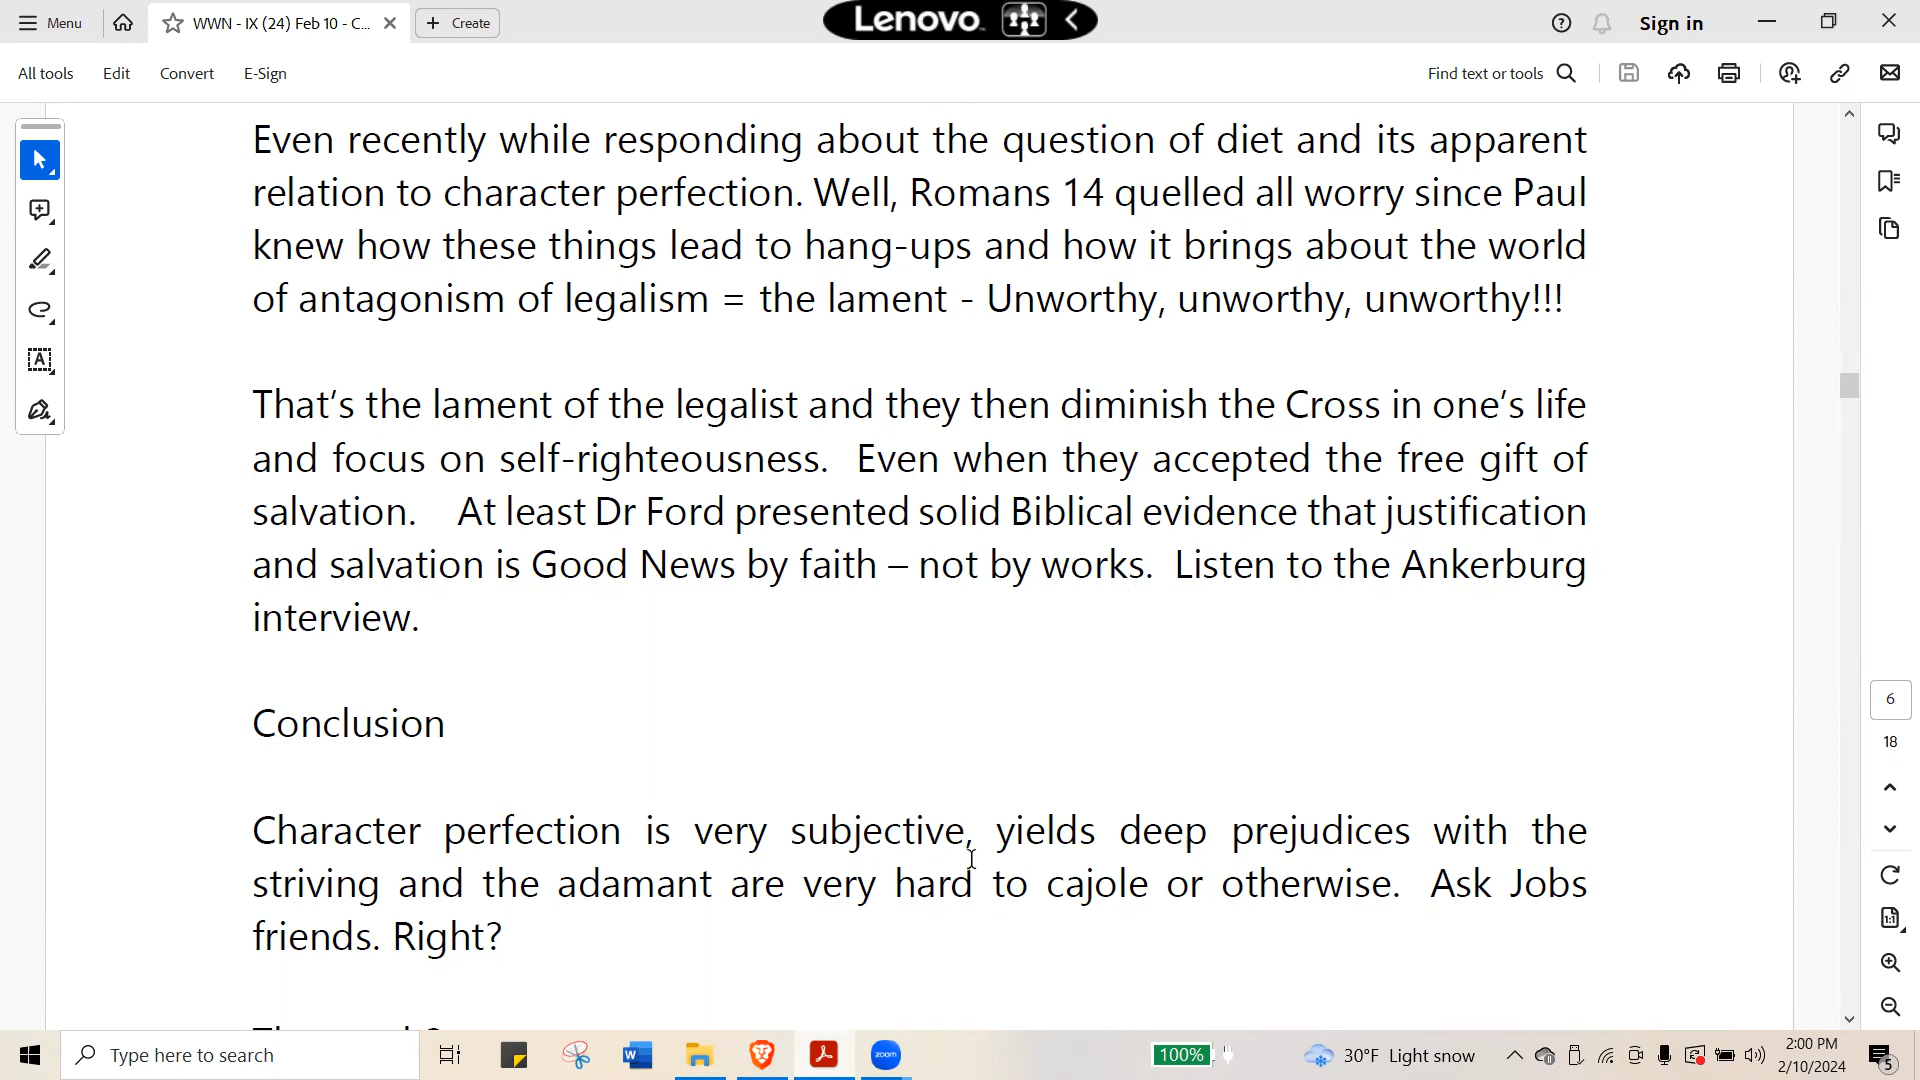 Menu
WWN - IX (24) Feb 10 - C...
Create
Lenovo
Sign in
All tools Edit Convert E-Sign
Find text or tools
Even recently while responding about the question of diet and its apparent
relation to character perfection. Well, Romans 14 quelled all worry since Paul
knew how these things lead to hang-ups and how it brings about the world
of antagonism of legalism = the lament - Unworthy, unworthy, unworthy!!!
That’s the lament of the legalist and they then diminish the Cross in one’s life
and focus on self-righteousness. Even when they accepted the free gift of
salvation. At least Dr Ford presented solid Biblical evidence that justification
and salvation is Good News by faith – not by works. Listen to the Ankerburg
interview.
Conclusion
Character perfection is very subjective, yields deep prejudices with the
striving and the adamant are very hard to cajole or otherwise. Ask Jobs
friends. Right?
6
18
Type here to search
zoom
100%
30°F Light snow
2:00 PM
2/10/2024
5